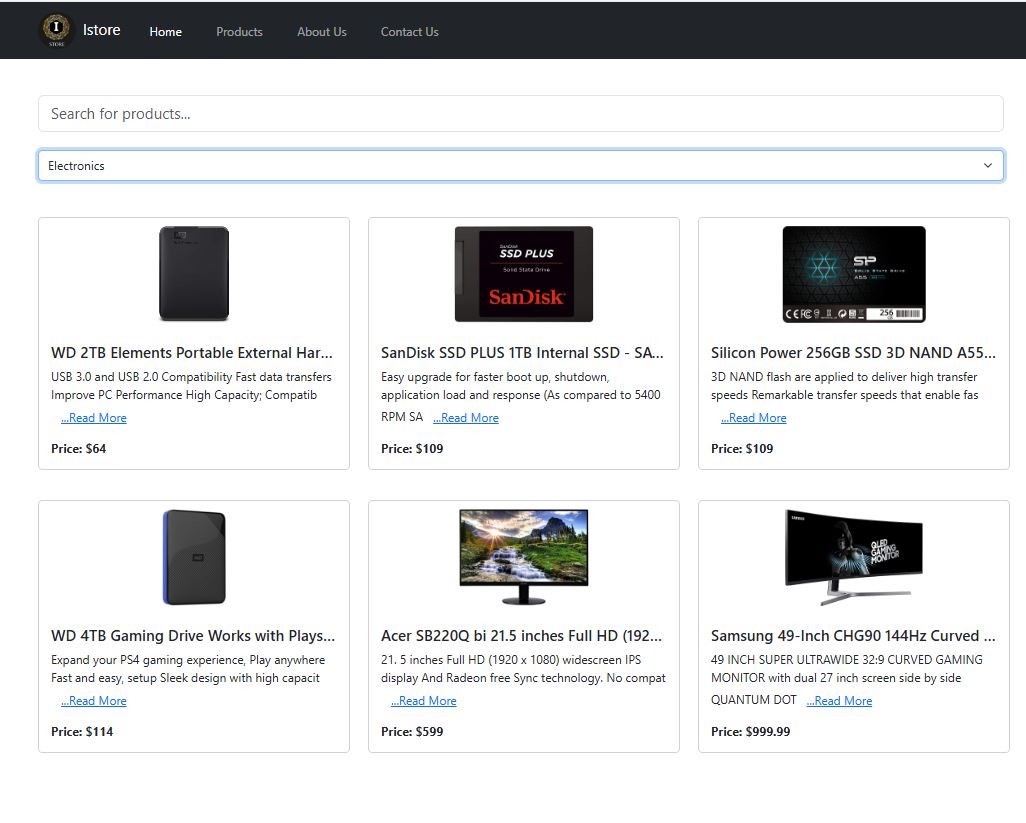 I
STORE
Istore
Home
Products
About Us
Contact Us
Search for products...
Electronics
SanDisk
SSD PLUS
Solid State Drive
SanDisk
SP
Solid State Drive
A55
256
GB
WD 2TB Elements Portable External Har...
USB 3.0 and USB 2.0 Compatibility Fast data transfers
Improve PC Performance High Capacity; Compatib
...Read More
Price: $64
SanDisk SSD PLUS 1TB Internal SSD - SA...
Easy upgrade for faster boot up, shutdown,
application load and response (As compared to 5400
RPM SA ...Read More
Price: $109
Silicon Power 256GB SSD 3D NAND A55...
3D NAND flash are applied to deliver high transfer
speeds Remarkable transfer speeds that enable fas
...Read More
Price: $109
WD
SAMSUNG
QLED
GAMING
MONITOR
WD 4TB Gaming Drive Works with Plays...
Expand your PS4 gaming experience, Play anywhere
Fast and easy, setup Sleek design with high capacit
...Read More
Price: $114
Acer SB220Q bi 21.5 inches Full HD (192...
21. 5 inches Full HD (1920 x 1080) widescreen IPS
display And Radeon free Sync technology. No compat
...Read More
Price: $599
Samsung 49-Inch CHG90 144Hz Curved ...
49 INCH SUPER ULTRAWIDE 32:9 CURVED GAMING
MONITOR with dual 27 inch screen side by side
QUANTUM DOT ...Read More
Price: $999.99